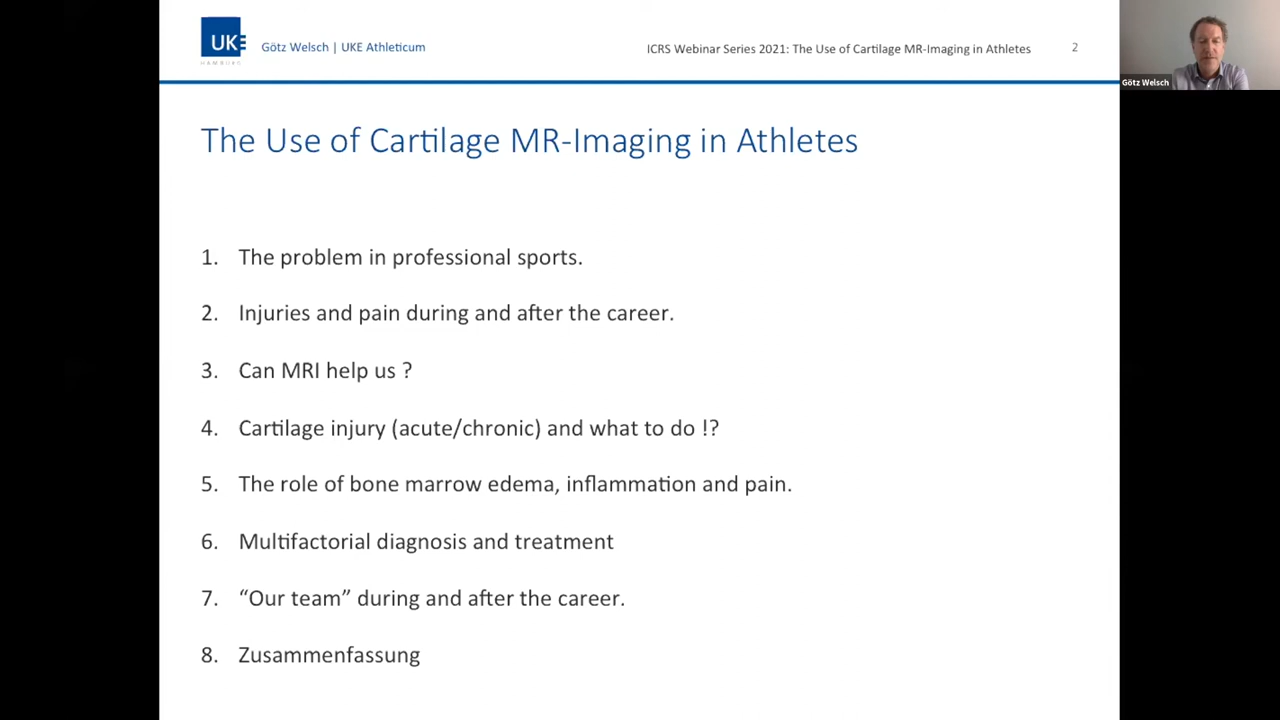 UKE
HAMBURG
Götz Welsch | UKE Athleticum
ICRS Webinar Series 2021: The Use of Cartilage MR-Imaging in Athletes
2
Götz Welsch
The Use of Cartilage MR-Imaging in Athletes
1. The problem in professional sports.
2. Injuries and pain during and after the career.
3. Can MRI help us ?
4. Cartilage injury (acute/chronic) and what to do !?
5. The role of bone marrow edema, inflammation and pain.
6. Multifactorial diagnosis and treatment
7. “Our team” during and after the career.
8. Zusammenfassung